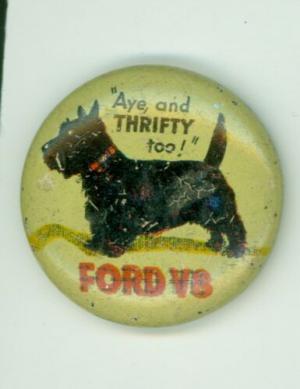 "Aye, and
THRIFTY
too!"
FORD V8